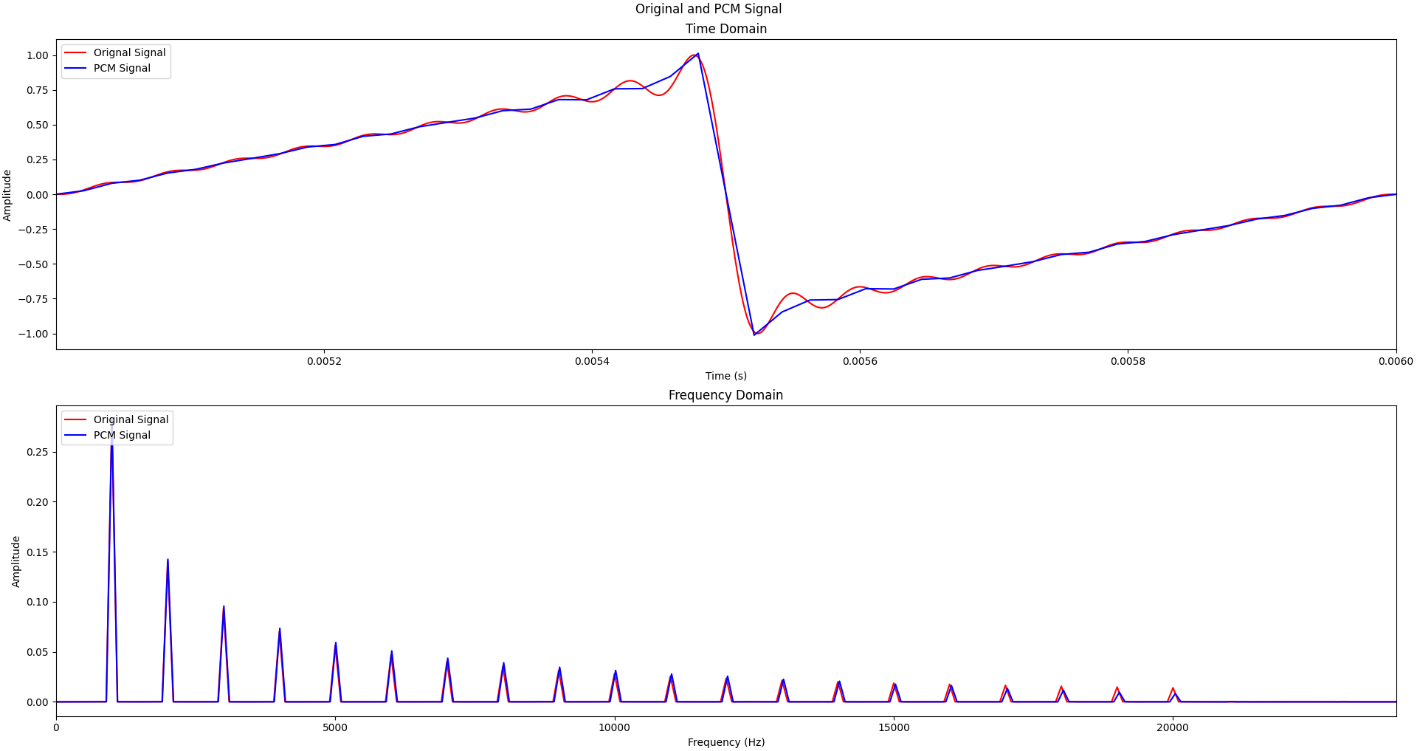 Original and PCM Signal
Time Domain
Orignal Signal
PCM Signal
1.00
0.75
0.50
0.25
0.00
−0.25
−0.50
−0.75
−1.00
Amplitude
0.0052
0.0054
0.0056
0.0058
0.0060
Time (s)
Frequency Domain
Original Signal
PCM Signal
0.25
0.20
0.15
0.10
0.05
0.00
Amplitude
0
5000
10000
15000
20000
Frequency (Hz)